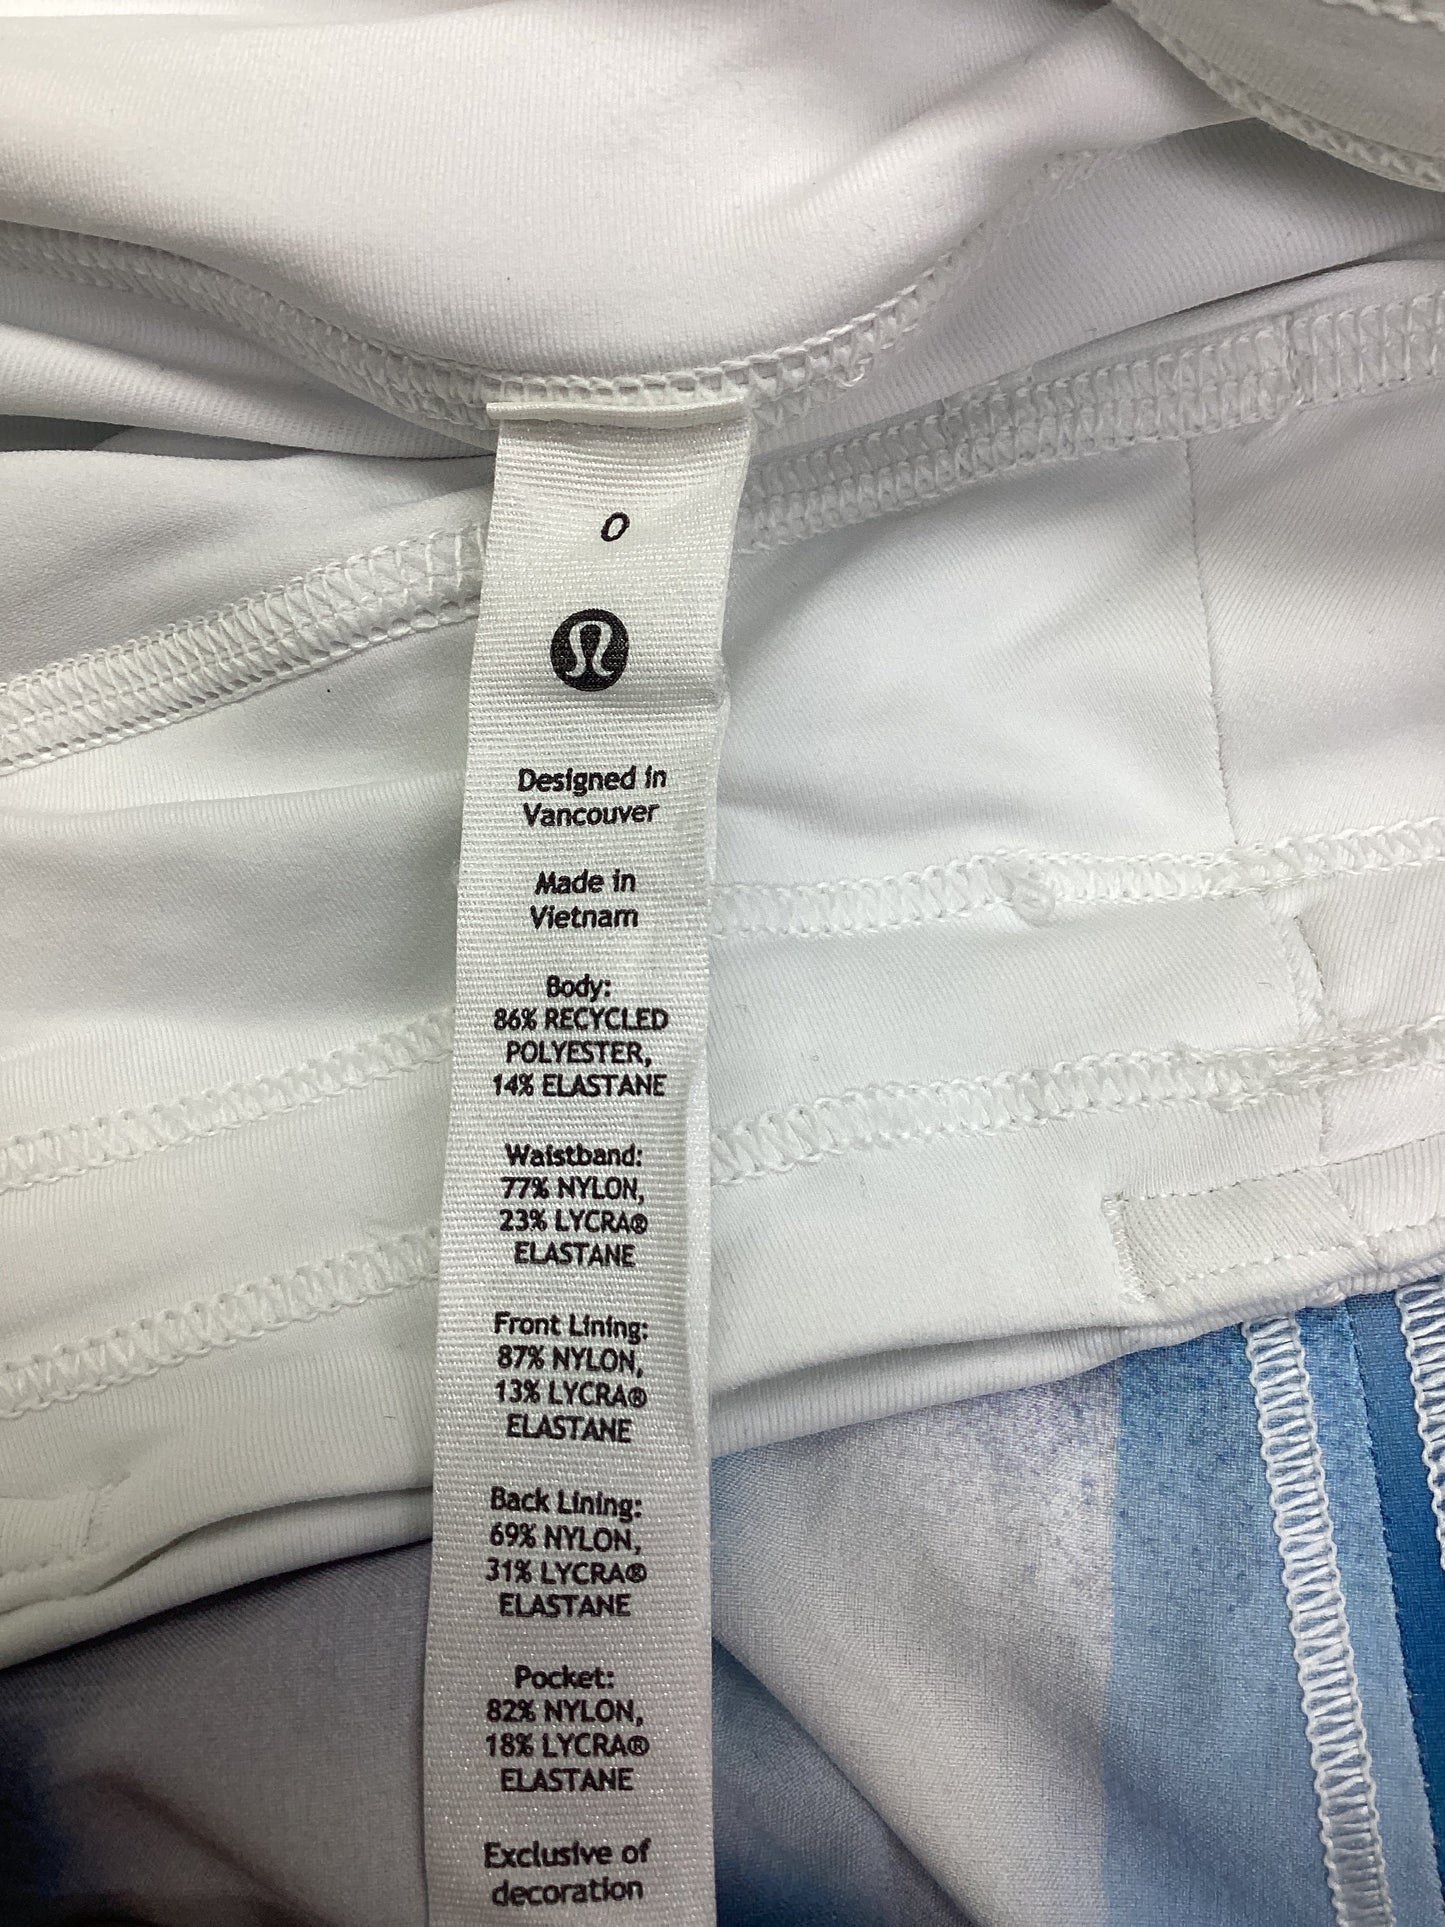 0
Designed in
Vancouver
Made in
Vietnam
Body:
86% RECYCLED
POLYESTER,
14% ELASTANE
Waistband:
77% NYLON,
23% LYCRA®
ELASTANE
Front Lining:
87% NYLON,
13% LYCRA®
ELASTANE
Back Lining:
69% NYLON,
31% LYCRA®
ELASTANE
Pocket:
82% NYLON,
18% LYCRA®
ELASTANE
Exclusive of
decoration